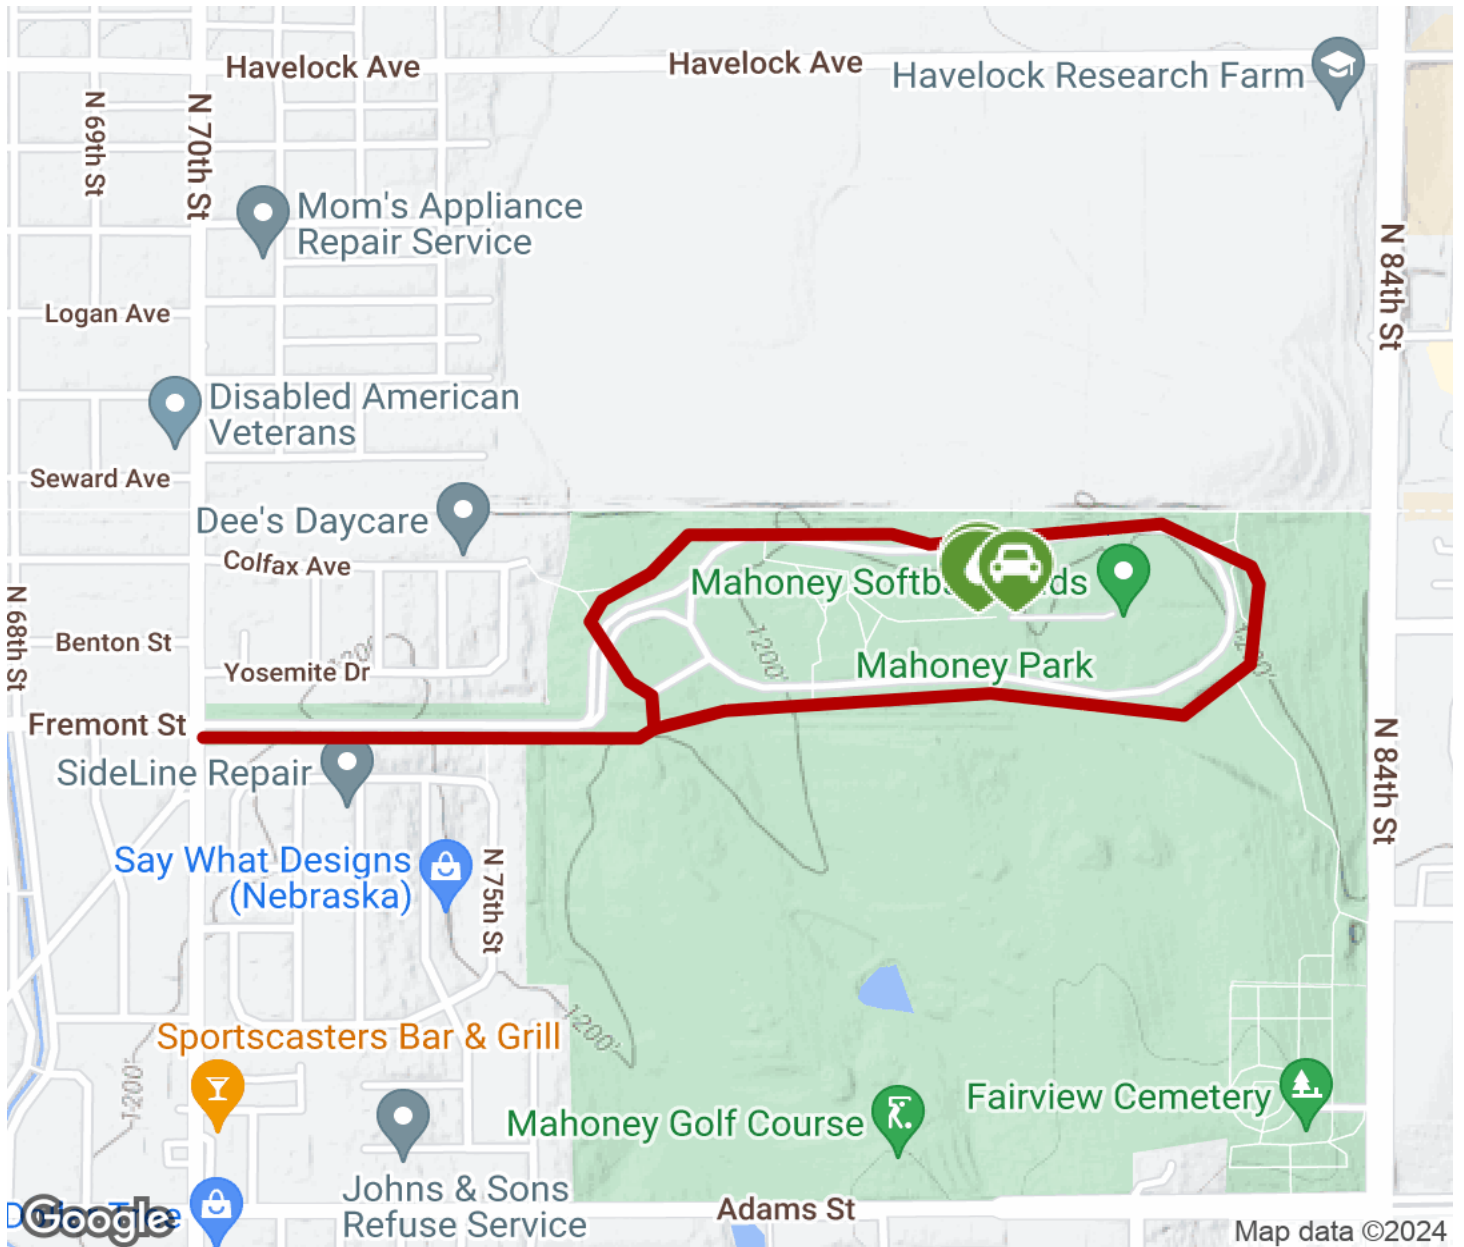 Havelock Ave
Havelock Ave
Havelock Research Farm
N 69th St
N 70th St
Mom's Appliance
Repair Service
N 84th St
Logan Ave
Disabled American
Veterans
Seward Ave
Dee's Daycare
Colfax Ave
Mahoney
N 68th St
Benton St
1200'
1200'
Mahoney Park
Yosemite Dr
Fremont St
SideLine Repair
N 84th St
Say What Designs
(Nebraska)
N 75th St
Sportscasters Bar & Grill
1200'
1200'
Fairview Cemetery
Mahoney Golf Course
Johns & Sons
Refuse Service
Adams St
Google
Map data ©2024